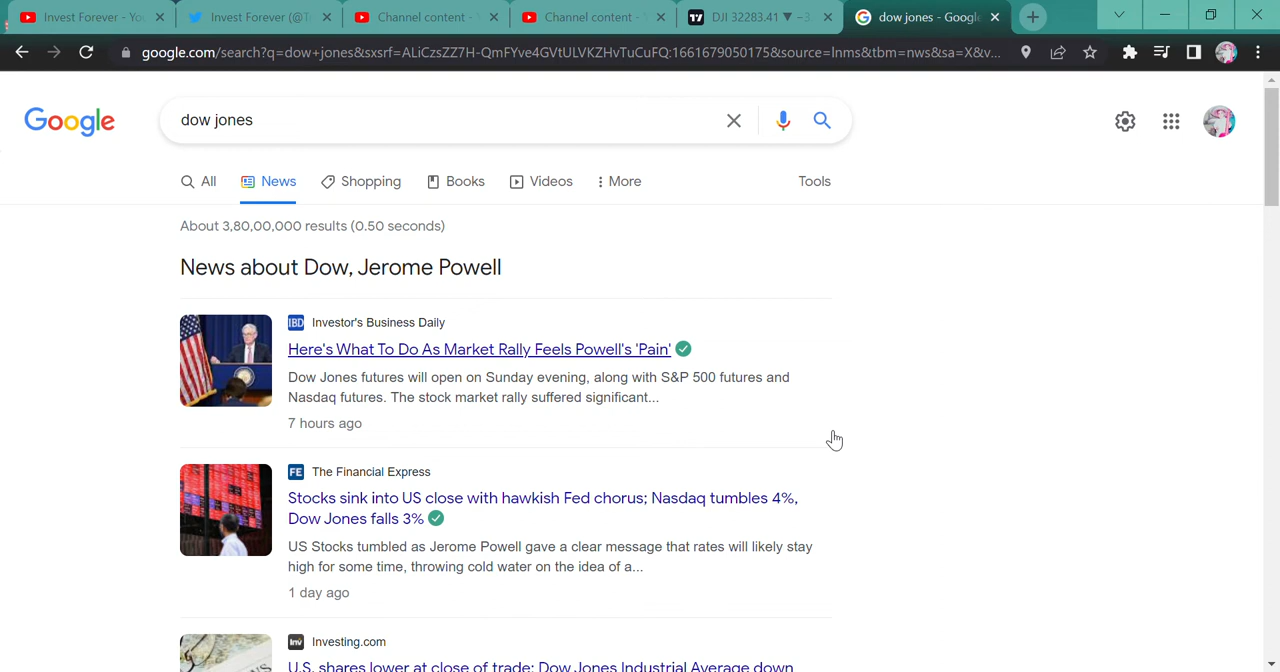 Invest Forever - Yo
Invest Forever (@T
Channel content -
Channel content -
DJI 32283.41 ▼ −3
dow jones - Google
google.com/search?q=dow+jones&sxsrf=ALiCzsZZ7H-QmFYve4GVtULVKZHvTuCuFQ:1661679050175&source=lnms&tbm=nws&sa=X&v...
Google
dow jones
All
News
Shopping
Books
Videos
More
Tools
About 3,80,00,000 results (0.50 seconds)
News about Dow, Jerome Powell
IBD Investor's Business Daily
Here's What To Do As Market Rally Feels Powell's 'Pain'
Dow Jones futures will open on Sunday evening, along with S&P 500 futures and
Nasdaq futures. The stock market rally suffered significant...
7 hours ago
FE The Financial Express
Stocks sink into US close with hawkish Fed chorus; Nasdaq tumbles 4%,
Dow Jones falls 3%
US Stocks tumbled as Jerome Powell gave a clear message that rates will likely stay
high for some time, throwing cold water on the idea of a...
1 day ago
Inv Investing.com
U.S. shares lower at close of trade; Dow Jones Industrial Average down